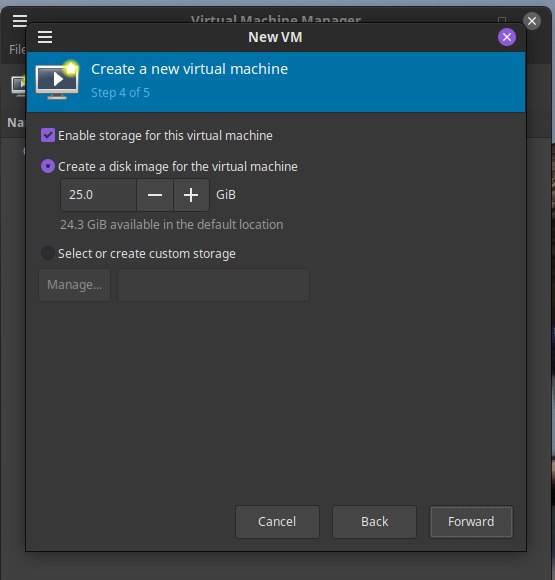 Virtual Machine Manager
New VM
File
Create a new virtual machine
Step 4 of 5
Na
Enable storage for this virtual machine
Create a disk image for the virtual machine
25.0 GiB
24.3 GiB available in the default location
Select or create custom storage
Manage...
Cancel Back Forward